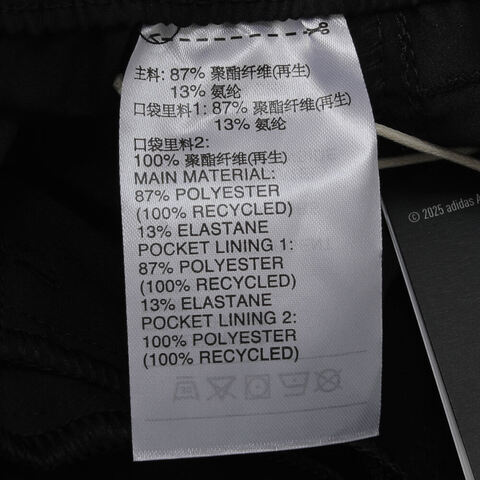 主料: 87% 聚酯纤维(再生)
13% 氨纶
口袋里料1: 87% 聚酯纤维(再生)
13% 氨纶
口袋里料2:
100% 聚酯纤维(再生)
MAIN MATERIAL:
87% POLYESTER
(100% RECYCLED)
13% ELASTANE
POCKET LINING 1:
87% POLYESTER
(100% RECYCLED)
13% ELASTANE
POCKET LINING 2:
100% POLYESTER
(100% RECYCLED)
© 2025 adidas A